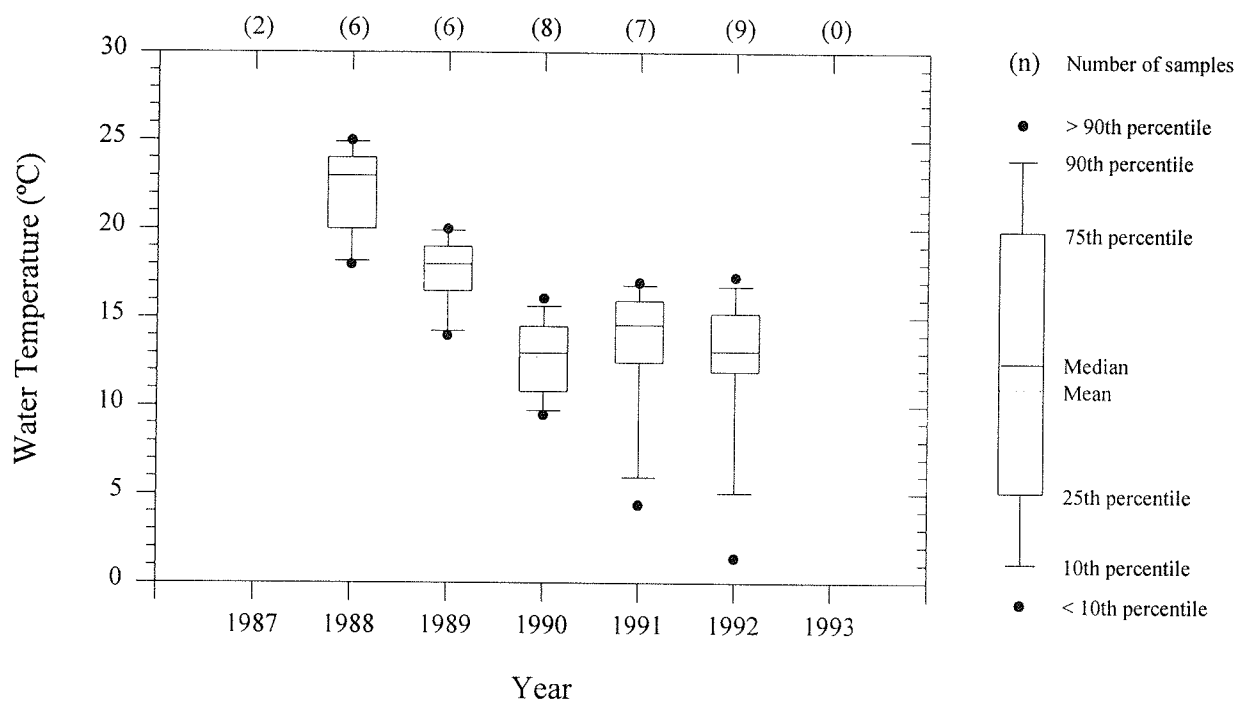 (2) (6) (6) (8) (7) (9) (0)
30
25
20
15
10
5
0
Water Temperature (ºC)
1987 1988 1989 1990 1991 1992 1993
Year
(n) Number of samples
> 90th percentile
90th percentile
75th percentile
Median
Mean
25th percentile
10th percentile
< 10th percentile